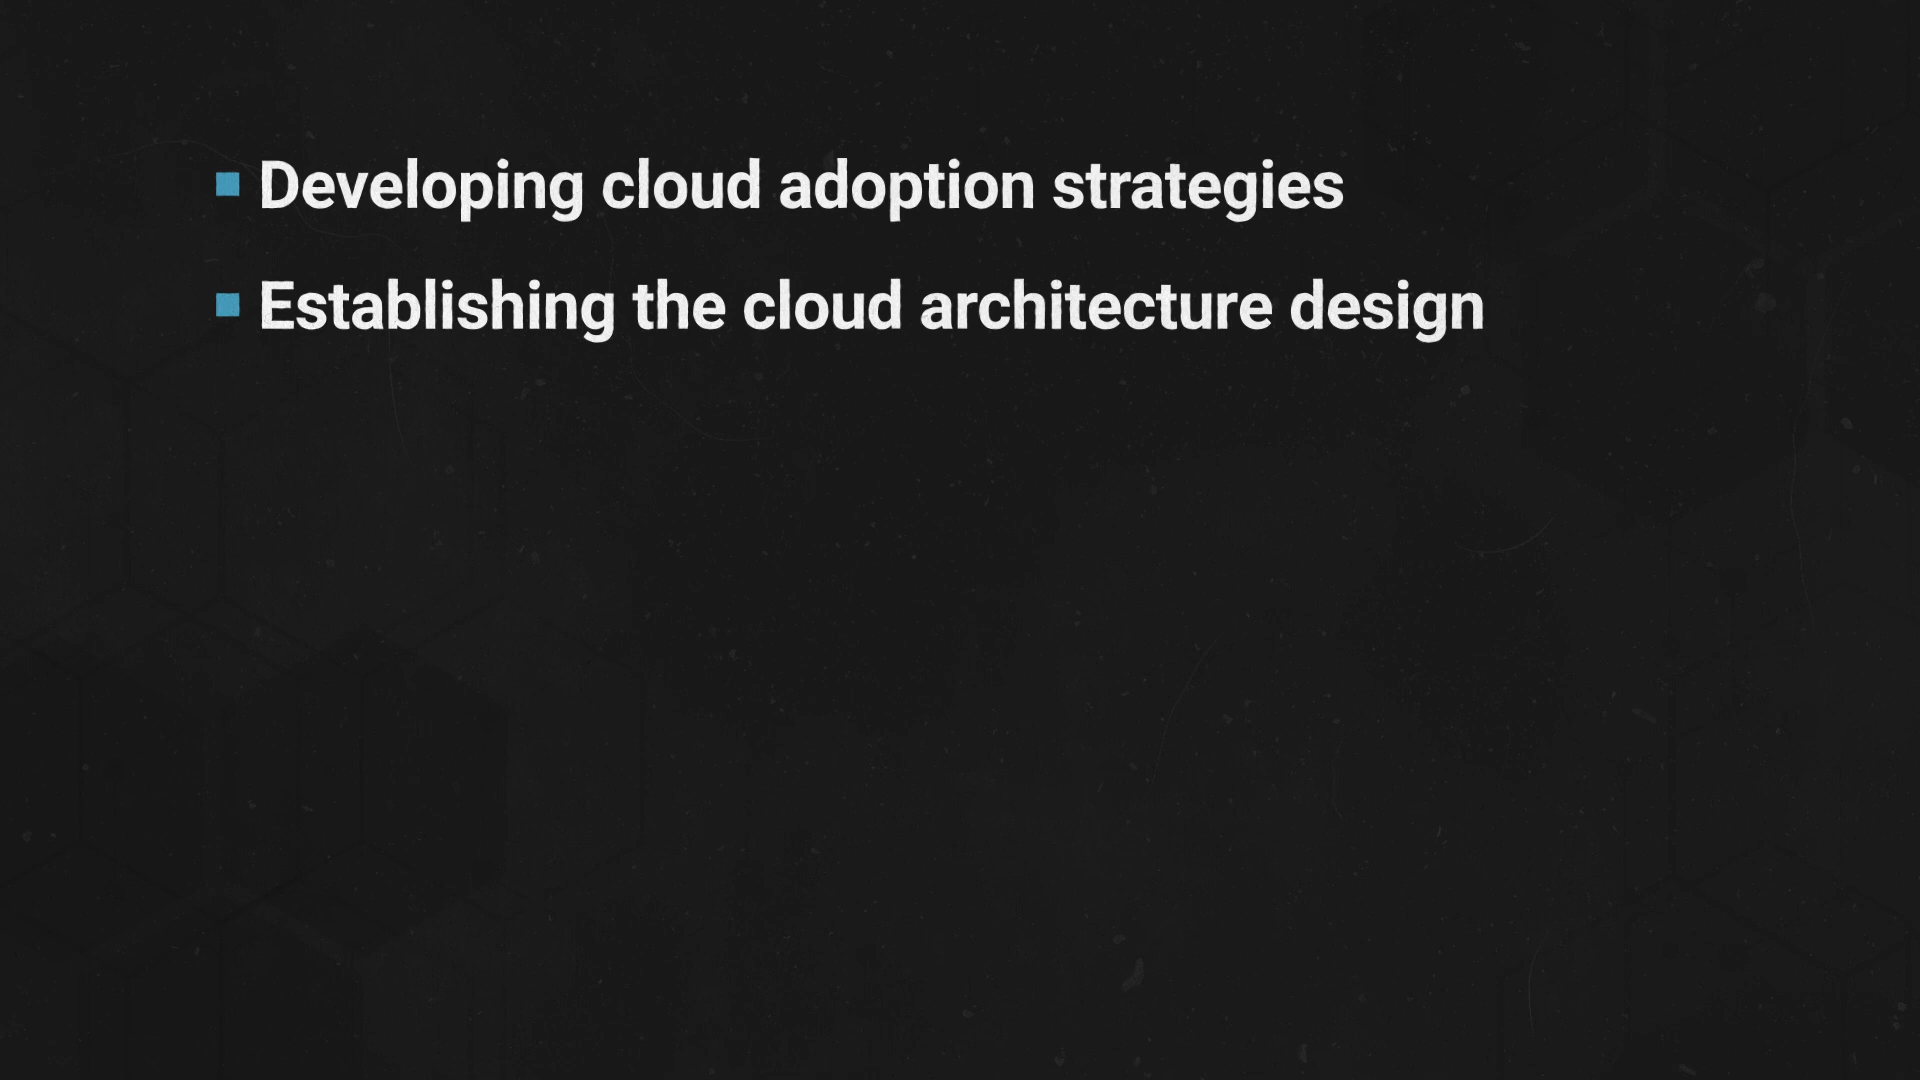 Developing cloud adoption strategies
Establishing the cloud architecture design